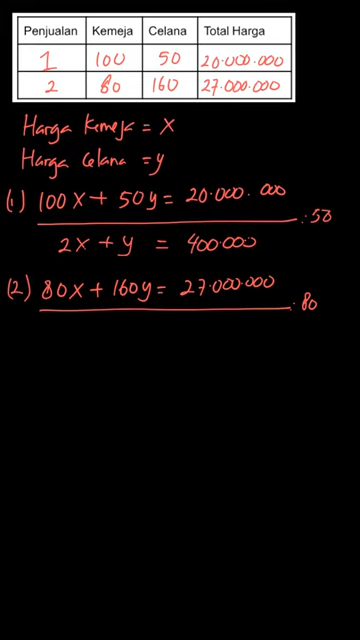 Penjualan Kemeja Celana Total Harga
1 100 50 20.000.000
2 80 160 27.000.000
Harga Kemeja = x
Harga Celana = y
(1) 100x + 50y = 20.000.000
: 50
2x + y = 400.000
(2) 80x + 160y = 27.000.000
: 80